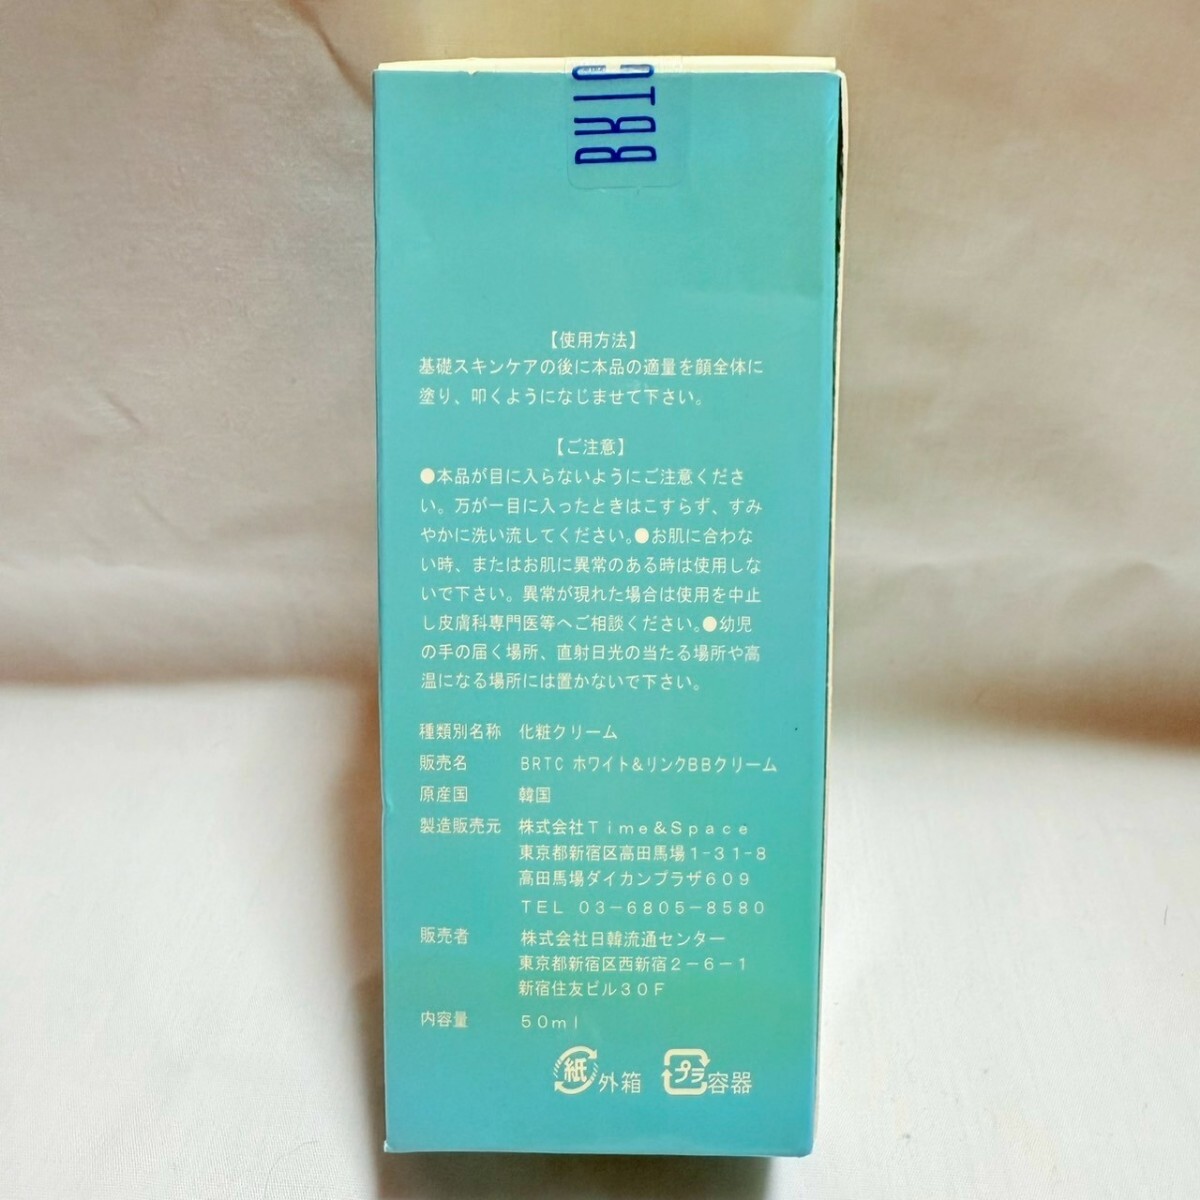 BRTC
【使用方法】
基礎スキンケアの後に本品の適量を顔全体に
塗り、叩くようになじませて下さい。
【ご注意】
●本品が目に入らないようにご注意くださ
い。万が一目に入ったときはこすらず、すみ
やかに洗い流してください。●お肌に合わな
い時、またはお肌に異常のある時は使用しな
いで下さい。異常が現れた場合は使用を中止
し皮膚科専門医等へご相談ください。●幼児
の手の届く場所、直射日光の当たる場所や高
温になる場所には置かないで下さい。
種類別名称 化粧クリーム
販売名 BRTC ホワイト&リンクBBクリーム
原産国 韓国
製造販売元 株式会社Time&Space
東京都新宿区高田馬場1-31-8
高田馬場ダイカンプラザ609
TEL 03-6805-8580
販売者 株式会社日韓流通センター
東京都新宿区西新宿2-6-1
新宿住友ビル30F
内容量 50ml
紙 外箱 プラ 容器